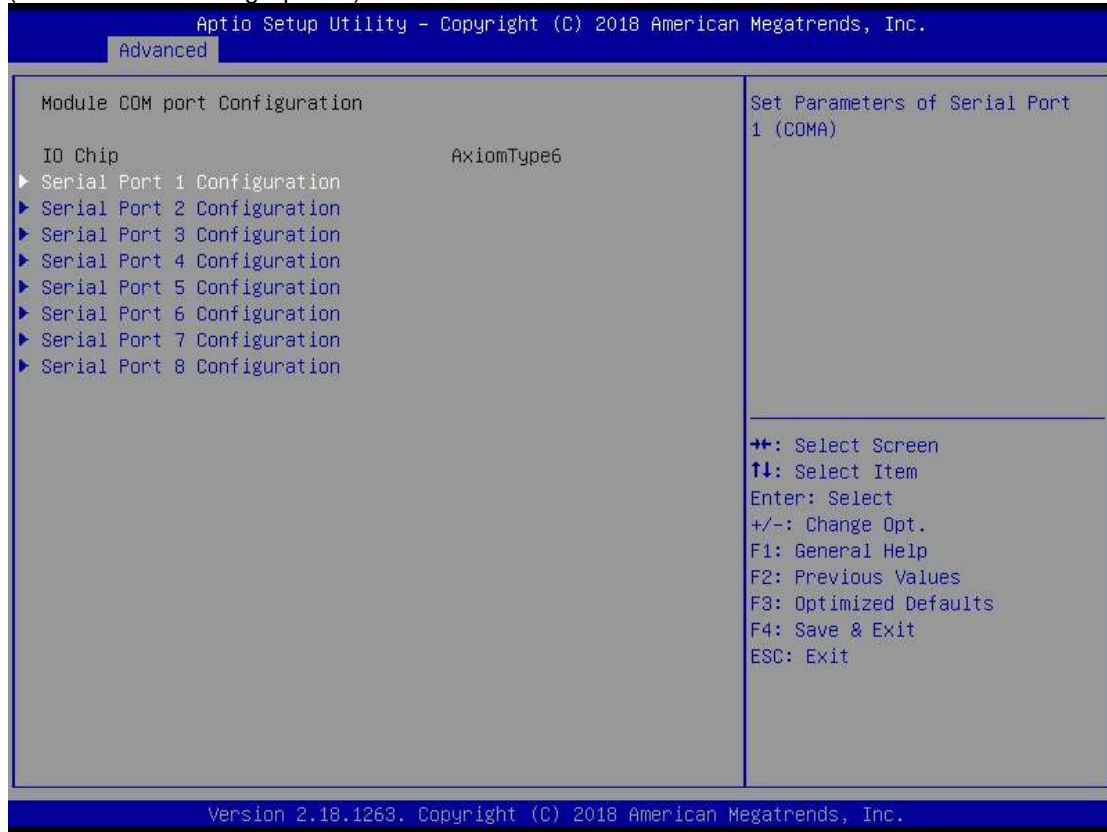 Aptio Setup Utility – Copyright (C) 2018 American Megatrends, Inc.
Advanced
Module COM port Configuration
IO Chip AxiomType6
Serial Port 1 Configuration
Serial Port 2 Configuration
Serial Port 3 Configuration
Serial Port 4 Configuration
Serial Port 5 Configuration
Serial Port 6 Configuration
Serial Port 7 Configuration
Serial Port 8 Configuration
Set Parameters of Serial Port
1 (COMA)
→←: Select Screen
↑↓: Select Item
Enter: Select
+/-: Change Opt.
F1: General Help
F2: Previous Values
F3: Optimized Defaults
F4: Save & Exit
ESC: Exit
Version 2.18.1263. Copyright (C) 2018 American Megatrends, Inc.